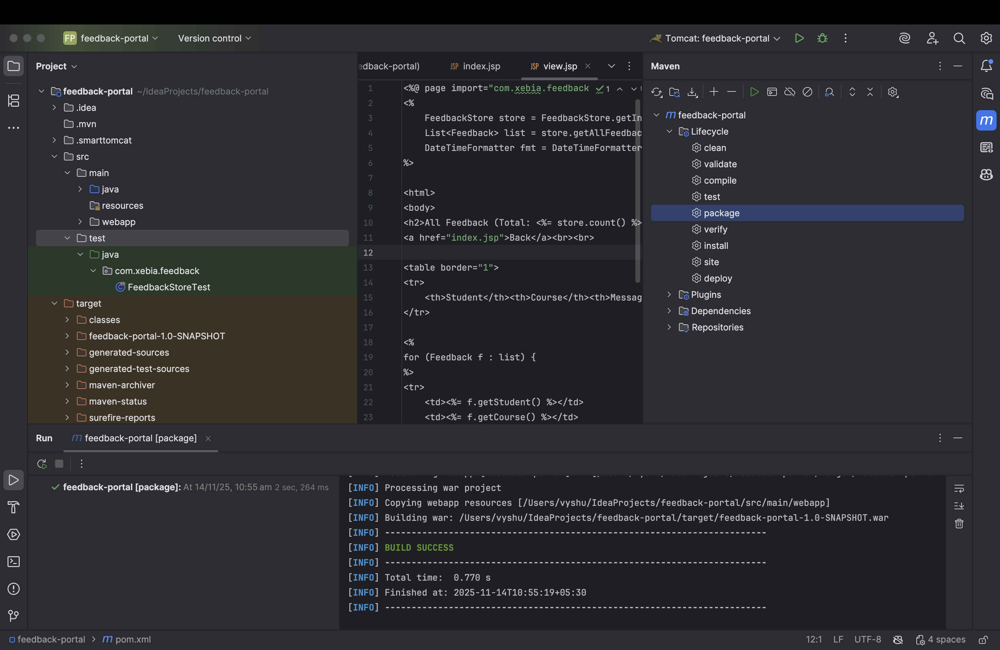 FP feedback-portal
Version control
Tomcat: feedback-portal
Project
feedback-portal ~/IdeaProjects/feedback-portal
.idea
.mvn
.smarttomcat
src
main
java
resources
webapp
test
java
com.xebia.feedback
FeedbackStoreTest
target
classes
feedback-portal-1.0-SNAPSHOT
generated-sources
generated-test-sources
maven-archiver
maven-status
surefire-reports
edback-portal)
JSP index.jsp
JSP view.jsp
1 <%@ page import="com.xebia.feedback
1
2 <%
3 FeedbackStore store = FeedbackStore.getIn
4 List<Feedback> list = store.getAllFeedbac
5 DateTimeFormatter fmt = DateTimeFormatter
6 %>
7
8 <html>
9 <body>
10 <h2>All Feedback (Total: <%= store.count() %>
11 <a href="index.jsp">Back</a><br><br>
12
13 <table border="1">
14 <tr>
15 <th>Student</th><th>Course</th><th>Messag
16 </tr>
17
18 <%
19 for (Feedback f : list) {
20 %>
21 <tr>
22 <td><%= f.getStudent() %></td>
23 <td><%= f.getCourse() %></td>
Maven
m feedback-portal
Lifecycle
clean
validate
compile
test
package
verify
install
site
deploy
Plugins
Dependencies
Repositories
m
Run
m feedback-portal [package]
feedback-portal [package]: At 14/11/25, 10:55 am 2 sec, 264 ms
[INFO] Processing war project
[INFO] Copying webapp resources [/Users/vyshu/IdeaProjects/feedback-portal/src/main/webapp]
[INFO] Building war: /Users/vyshu/IdeaProjects/feedback-portal/target/feedback-portal-1.0-SNAPSHOT.war
[INFO] ------------------------------------------------------------------------
[INFO] BUILD SUCCESS
[INFO] ------------------------------------------------------------------------
[INFO] Total time:  0.770 s
[INFO] Finished at: 2025-11-14T10:55:19+05:30
[INFO] ------------------------------------------------------------------------
feedback-portal > m pom.xml
12:1 LF UTF-8 4 spaces